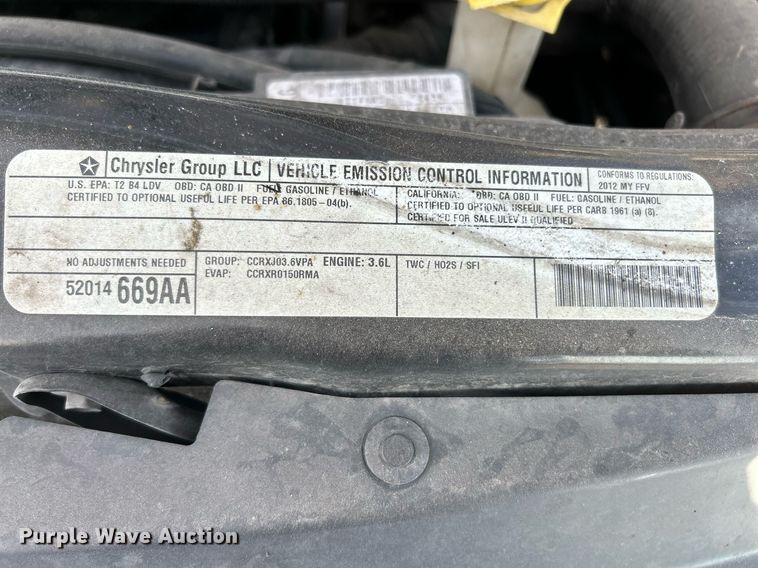 Chrysler Group LLC VEHICLE EMISSION CONTROL INFORMATION CONFORMS TO REGULATIONS:
2012 MY FFV
U.S. EPA: T2 B4 LDV OBD: CA OBD II FUEL: GASOLINE / ETHANOL
CERTIFIED TO OPTIONAL USEFUL LIFE PER EPA 86.1805-04(b).
CALIFORNIA: OBD: CA OBD II FUEL: GASOLINE / ETHANOL
CERTIFIED TO OPTIONAL USEFUL LIFE PER CARB 1961 (a) (8).
CERTIFIED FOR SALE ULEV II QUALIFIED
NO ADJUSTMENTS NEEDED
52014 669AA
GROUP: CCRXJ03.6VPA ENGINE: 3.6L
EVAP: CCRXR0150RMA
TWC / HO2S / SFI
Purple Wave Auction